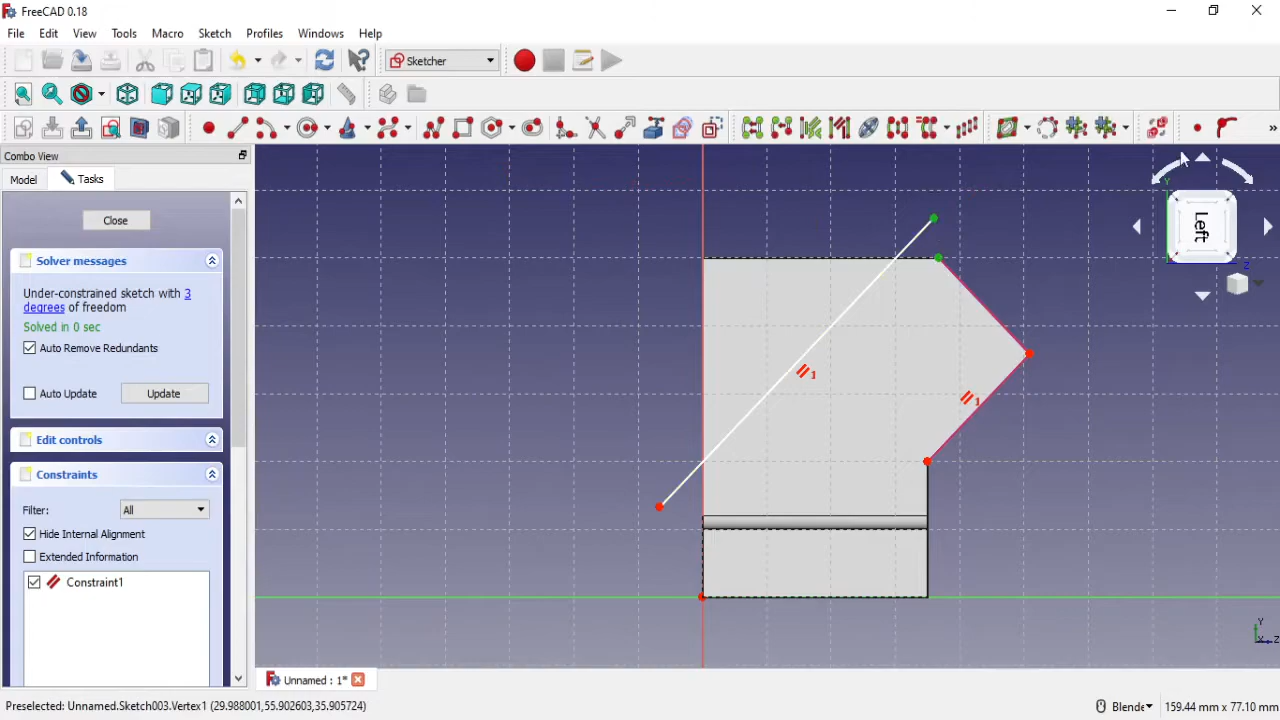 FreeCAD 0.18
File Edit View Tools Macro Sketch Profiles Windows Help
Sketcher
»
Combo View
Model Tasks
Close
Solver messages
Under-constrained sketch with 3
degrees of freedom
Solved in 0 sec
Auto Remove Redundants
Auto Update Update
Edit controls
Constraints
Filter: All
Hide Internal Alignment
Extended Information
Constraint1
1
1
Y
Left
Z
Y
X Z
Unnamed : 1*
Preselected: Unnamed.Sketch003.Vertex1 (29.988001,55.902603,35.905724)
Blende
159.44 mm x 77.10 mm